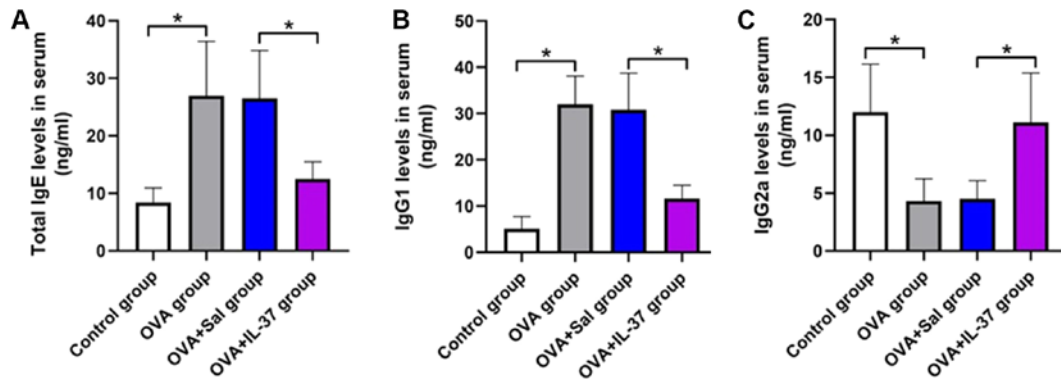 A
Total IgE levels in serum
(ng/ml)
40
30
20
10
0
*
*
Control group
OVA group
OVA+Sal group
OVA+IL-37 group
B
IgG1 levels in serum
(ng/ml)
50
40
30
20
10
0
*
*
Control group
OVA group
OVA+Sal group
OVA+IL-37 group
C
IgG2a levels in serum
(ng/ml)
20
15
10
5
0
*
*
Control group
OVA group
OVA+Sal group
OVA+IL-37 group